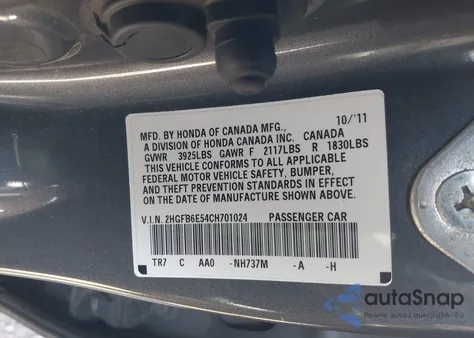 10/'11
MFD. BY HONDA OF CANADA MFG.,
A DIVISION OF HONDA CANADA INC. CANADA
GVWR 3925LBS GAWR F 2117LBS R 1830LBS
THIS VEHICLE CONFORMS TO ALL APPLICABLE
FEDERAL MOTOR VEHICLE SAFETY, BUMPER,
AND THEFT PREVENTION STANDARDS IN EFFECT
ON THE DATE OF MANUFACTURE SHOWN ABOVE.
V.I.N. 2HGFB6E54CH701024 PASSENGER CAR
TR7 C AA0 -NH737M -A -H
autoSnap